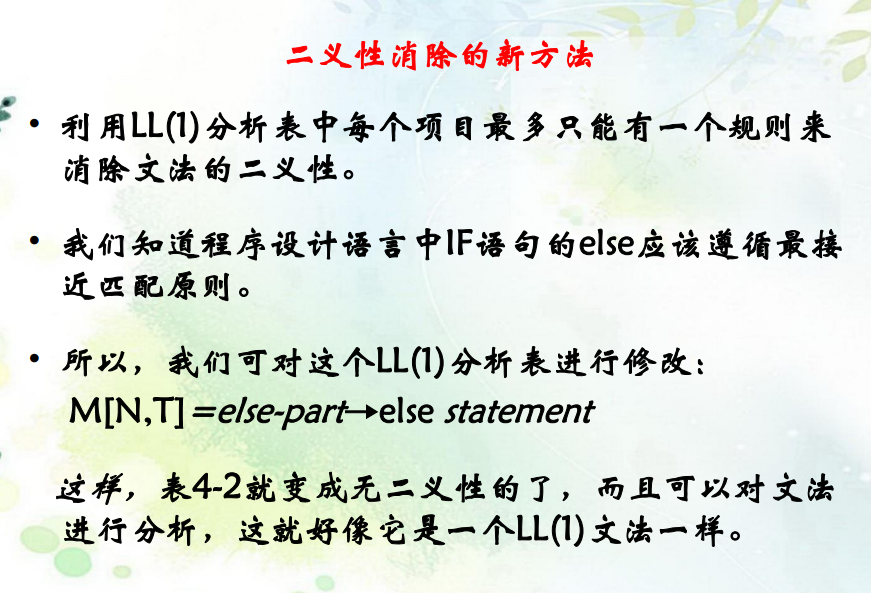 二义性消除的新方法
• 利用LL(1)分析表中每个项目最多只能有一个规则来
消除文法的二义性。
• 我们知道程序设计语言中IF语句的else应该遵循最接
近匹配原则。
• 所以，我们可对这个LL(1)分析表进行修改：
M[N,T]=else-part→else statement
这样，表4-2就变成无二义性的了，而且可以对文法
进行分析，这就好像它是一个LL(1)文法一样。